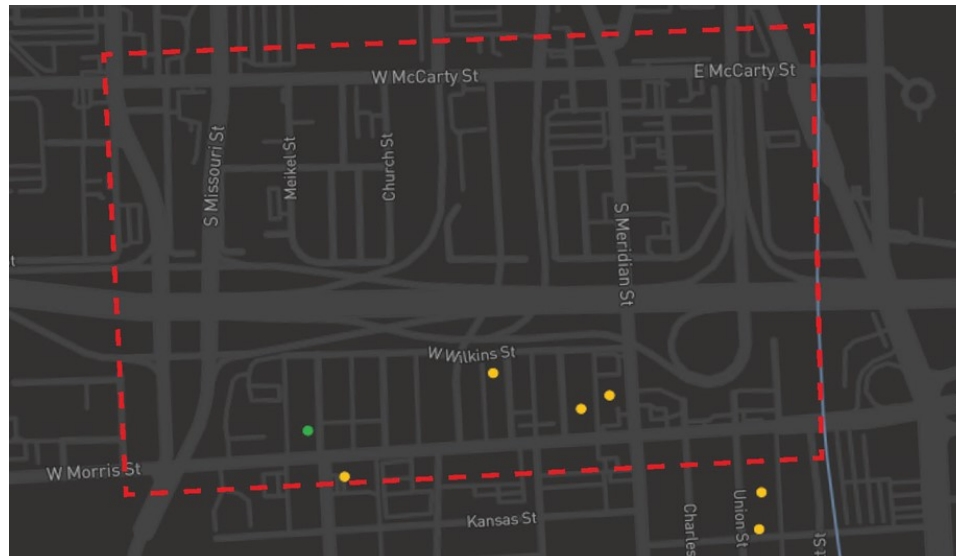 W McCarty St
E McCarty St
S Missouri St
Meikel St
Church St
S Meridian St
W Wilkins St
W Morris St
Kansas St
Charles
Union St
t St